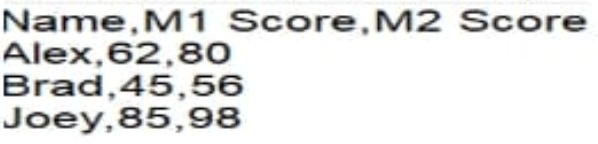 Name,M1 Score,M2 Score
Alex,62,80
Brad,45,56
Joey,85,98